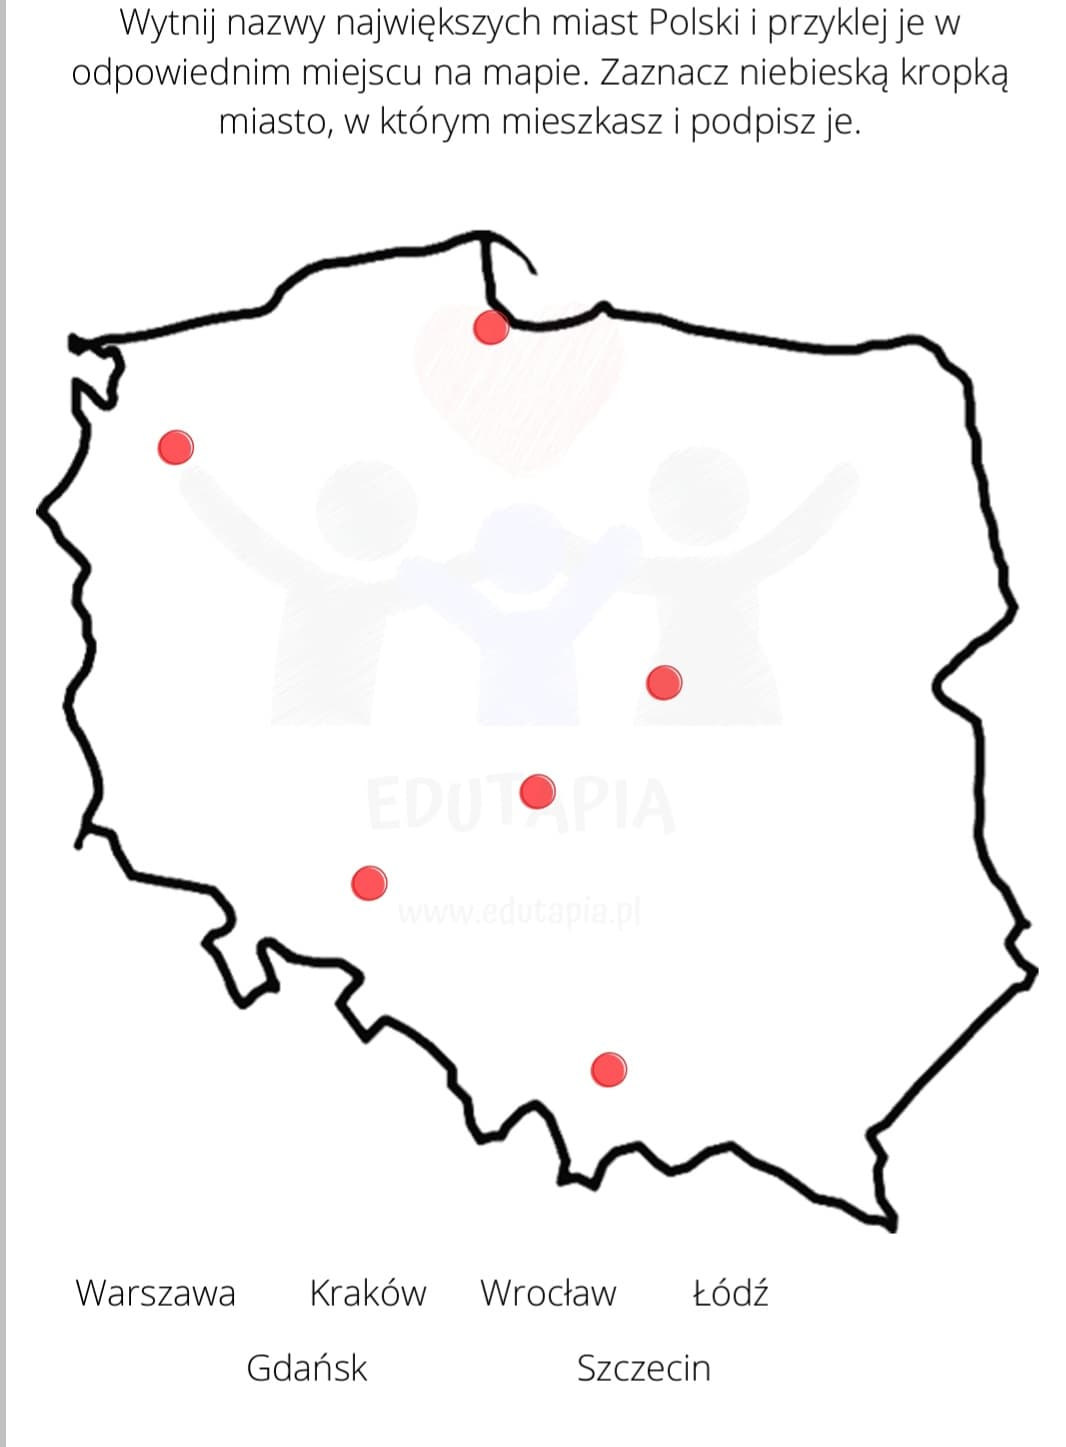 Wytnij nazwy największych miast Polski i przyklej je w
odpowiednim miejscu na mapie. Zaznacz niebieską kropką
miasto, w którym mieszkasz i podpisz je.
EDUTAPIA
www.edutapia.pl
Warszawa Kraków Wrocław Łódź
Gdańsk Szczecin